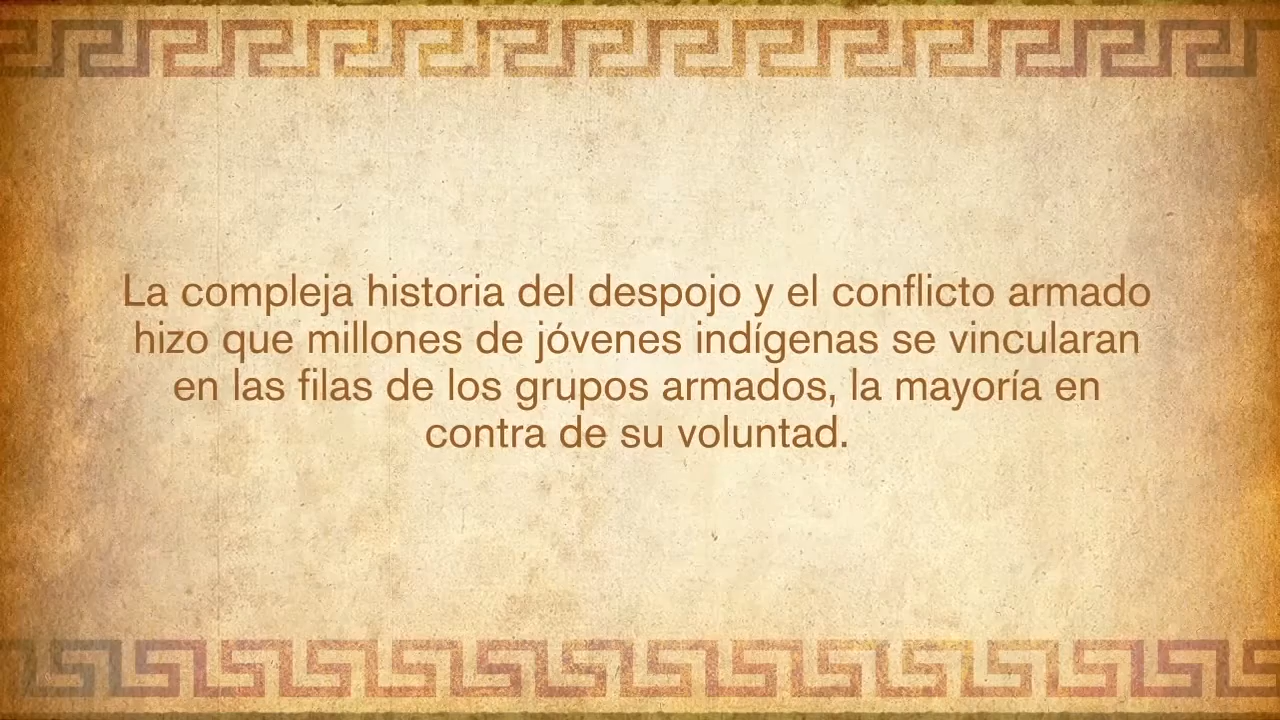 La compleja historia del despojo y el conflicto armado
hizo que millones de jóvenes indígenas se vincularan
en las filas de los grupos armados, la mayoría en
contra de su voluntad.